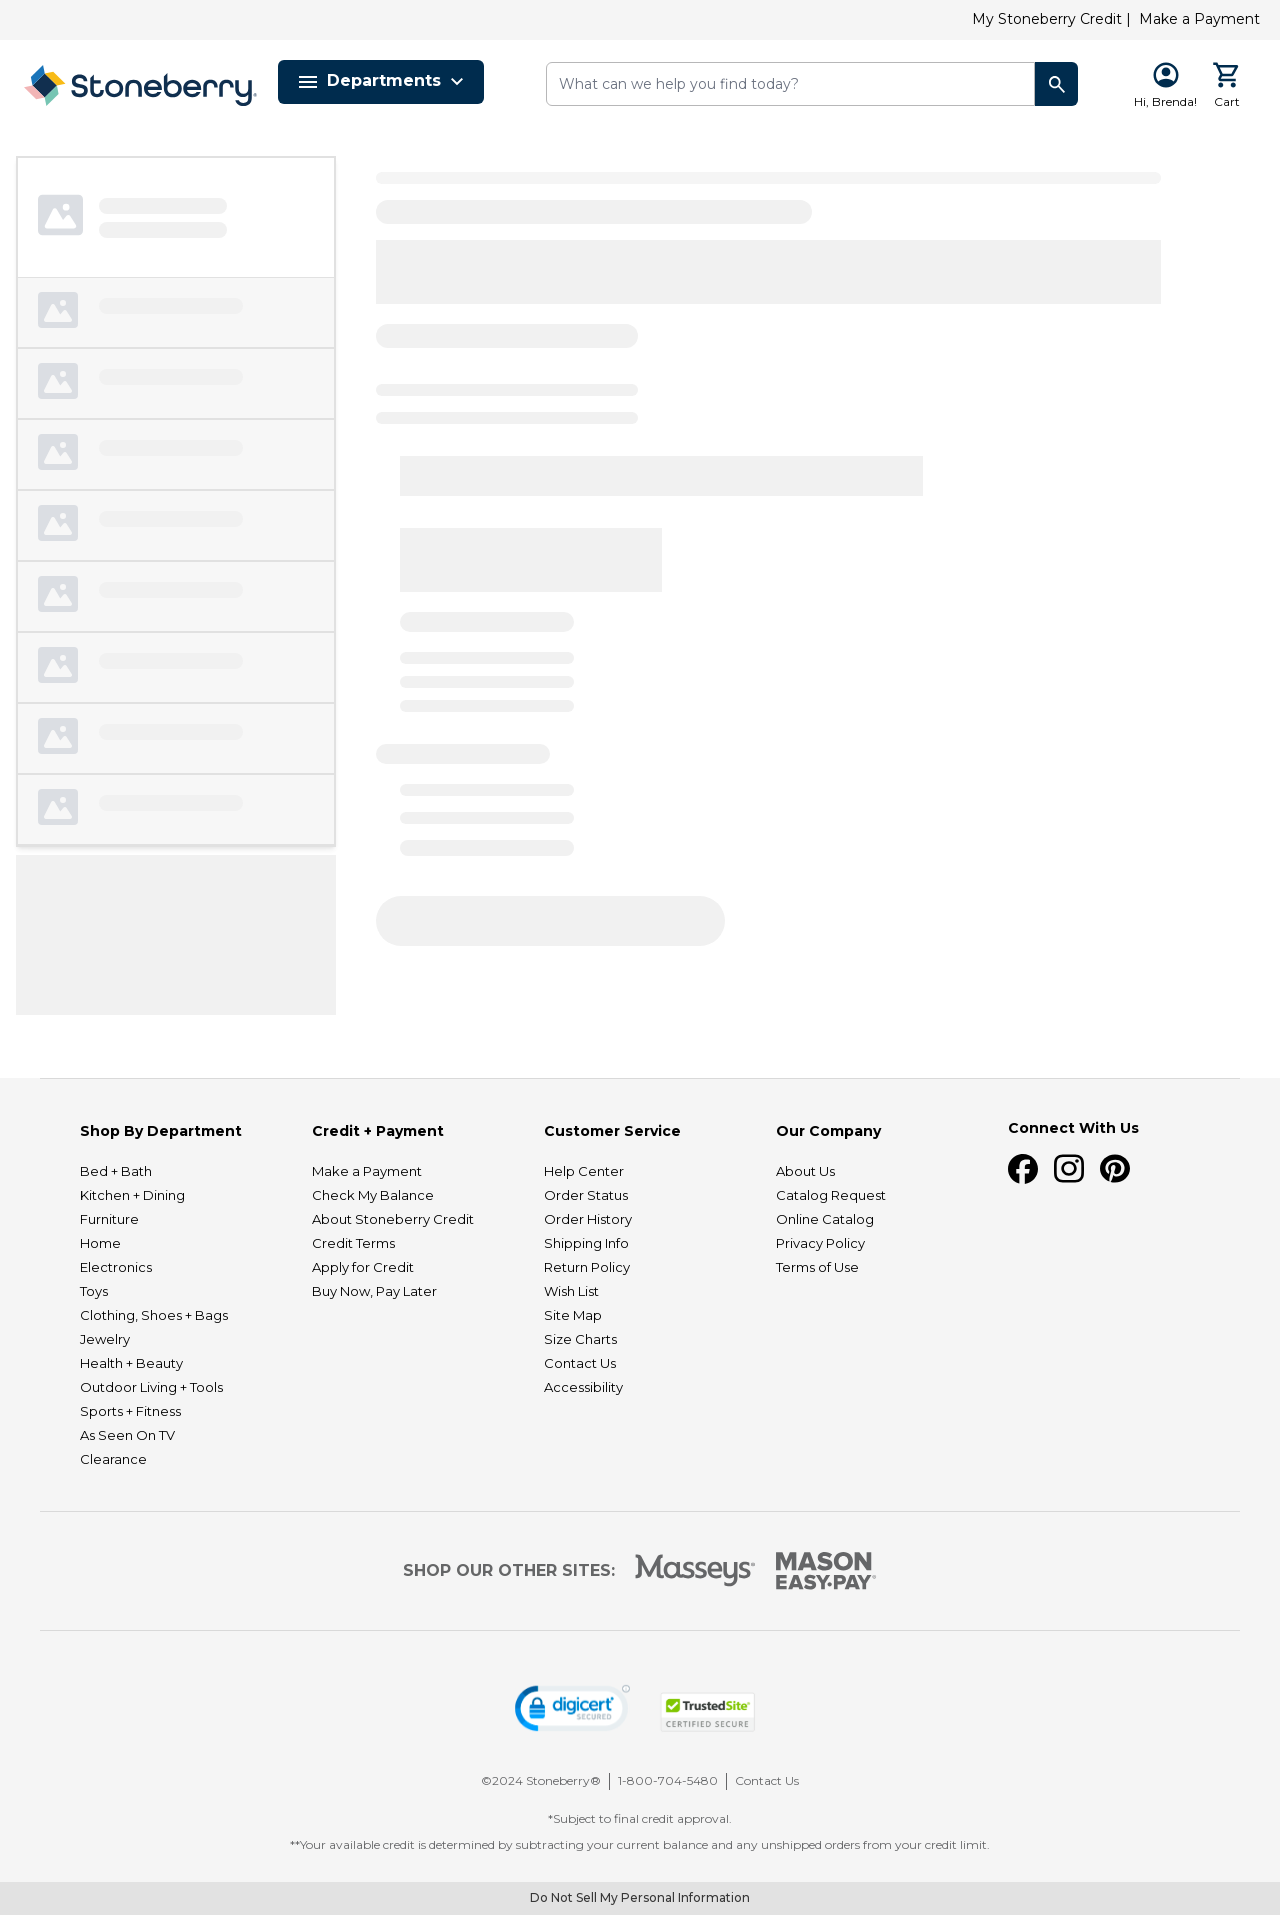 My Stoneberry Credit | Make a Payment
Stoneberry
Departments
What can we help you find today?
Hi, Brenda!
Cart
Shop By Department
Bed + Bath
Kitchen + Dining
Furniture
Home
Electronics
Toys
Clothing, Shoes + Bags
Jewelry
Health + Beauty
Outdoor Living + Tools
Sports + Fitness
As Seen On TV
Clearance
Credit + Payment
Make a Payment
Check My Balance
About Stoneberry Credit
Credit Terms
Apply for Credit
Buy Now, Pay Later
Customer Service
Help Center
Order Status
Order History
Shipping Info
Return Policy
Wish List
Site Map
Size Charts
Contact Us
Accessibility
Our Company
About Us
Catalog Request
Online Catalog
Privacy Policy
Terms of Use
Connect With Us
SHOP OUR OTHER SITES:
Masseys
MASON
EASY•PAY
digicert
SECURED
TrustedSite
CERTIFIED SECURE
©2024 Stoneberry® | 1-800-704-5480 | Contact Us
*Subject to final credit approval.
**Your available credit is determined by subtracting your current balance and any unshipped orders from your credit limit.
Do Not Sell My Personal Information